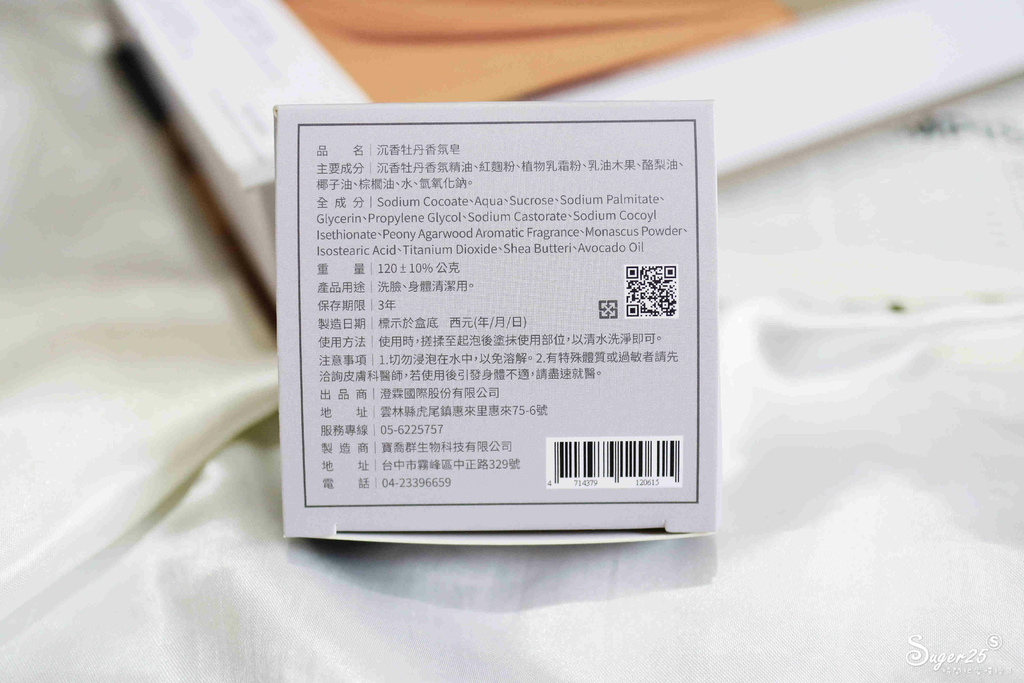 品名｜沉香牡丹香氛皂
主要成分｜沉香牡丹香氛精油、紅麴粉、植物乳霜粉、乳油木果、酪梨油、
椰子油、棕櫚油、水、氫氧化鈉。
全成分｜Sodium Cocoate、Aqua、Sucrose、Sodium Palmitate、
Glycerin、Propylene Glycol、Sodium Castorate、Sodium Cocoyl
Isethionate、Peony Agarwood Aromatic Fragrance、Monascus Powder、
Isostearic Acid、Titanium Dioxide、Shea Butteri、Avocado Oil
重量｜120±10% 公克
產品用途｜洗臉、身體清潔用。
保存期限｜3年
製造日期｜標示於盒底 西元(年/月/日)
使用方法｜使用時，搓揉至起泡後塗抹使用部位，以清水洗淨即可。
注意事項｜1.切勿浸泡在水中，以免溶解。2.有特殊體質或過敏者請先
洽詢皮膚科醫師，若使用後引發身體不適，請盡速就醫。
出品商｜澄霖國際股份有限公司
地址｜雲林縣虎尾鎮惠來里惠來75-6號
服務專線｜05-6225757
製造商｜寶喬群生物科技有限公司
地址｜台中市霧峰區中正路329號
電話｜04-23396659
4 714379 120615
Suger25 S